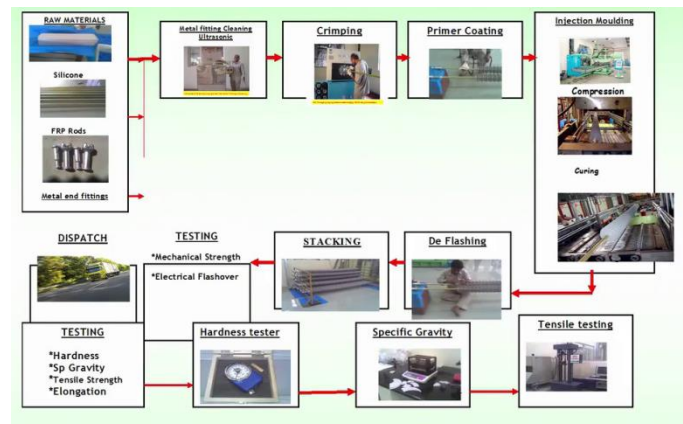 RAW MATERIALS
Silicone
FRP Rods
Metal end fittings
Metal fitting Cleaning
Ultrasonic
Crimping
Primer Coating
Injection Moulding
Compression
Curing
De Flashing
STACKING
TESTING
*Mechanical Strength
*Electrical Flashover
DISPATCH
TESTING
*Hardness
*Sp Gravity
*Tensile Strength
*Elongation
Hardness tester
Specific Gravity
Tensile testing